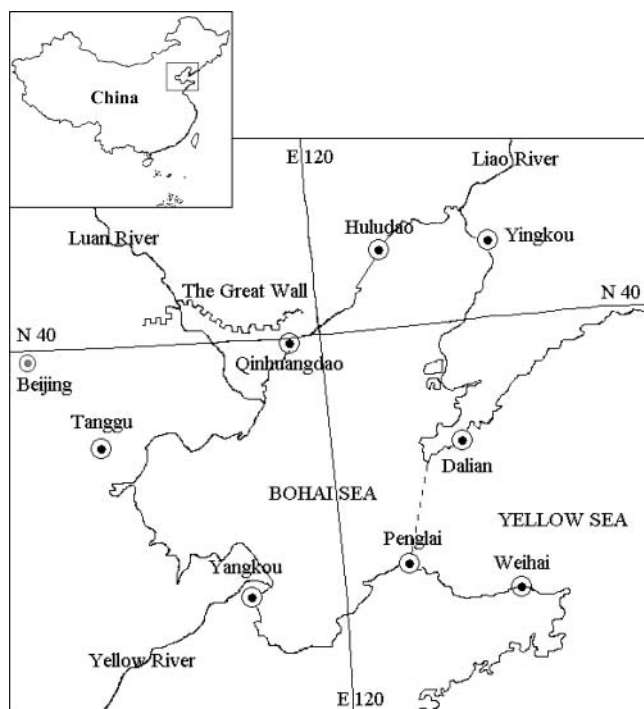 China
E 120
Liao River
Luan River
Huludao
Yingkou
The Great Wall
N 40
N 40
Qinhuangdao
Beijing
Tanggu
Dalian
BOHAI SEA
YELLOW SEA
Penglai
Weihai
Yangkou
Yellow River
E 120